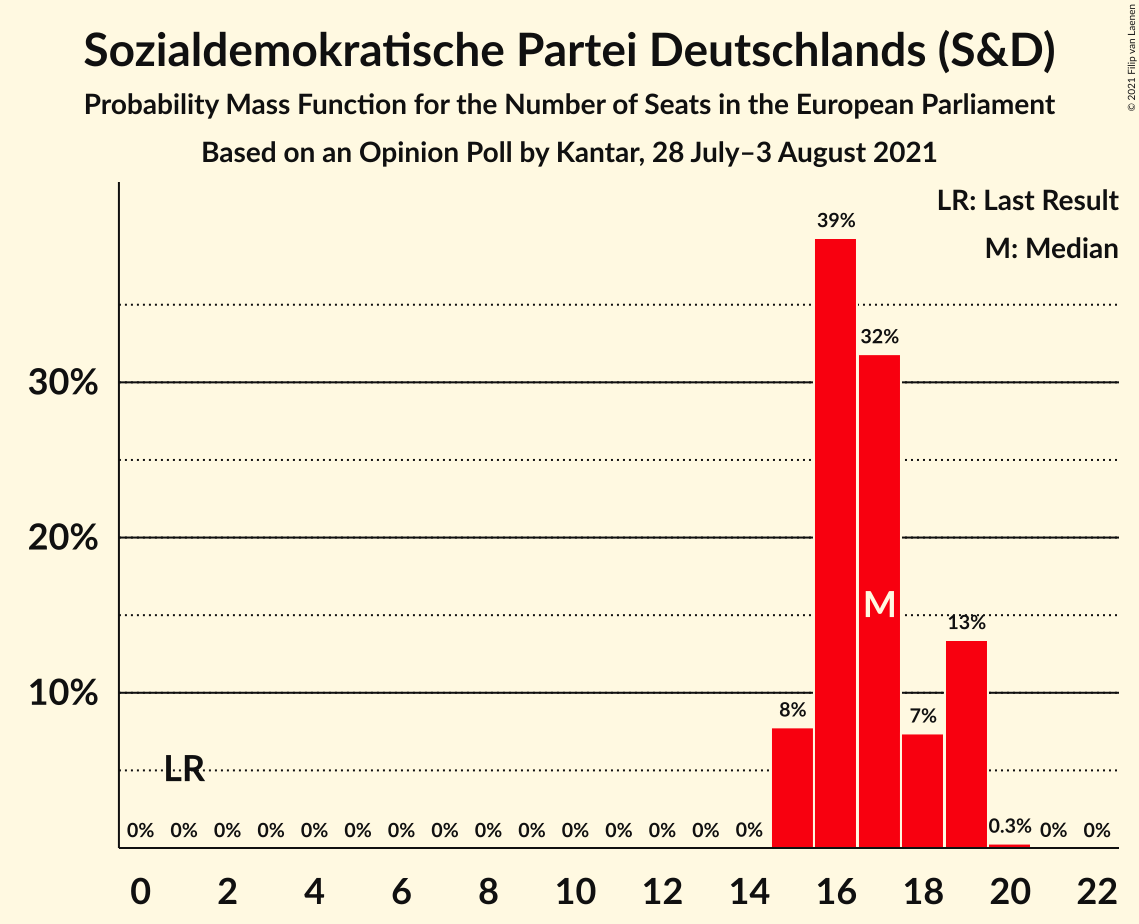 Sozialdemokratische Partei Deutschlands (S&D)
Probability Mass Function for the Number of Seats in the European Parliament
Based on an Opinion Poll by Kantar, 28 July–3 August 2021
© 2021 Filip van Laenen
LR: Last Result
M: Median
39%
32%
30%
20%
M
13%
10%
8%
7%
LR
0% 0% 0% 0% 0% 0% 0% 0% 0% 0% 0% 0% 0% 0% 0% 0.3% 0% 0%
0 2 4 6 8 10 12 14 16 18 20 22